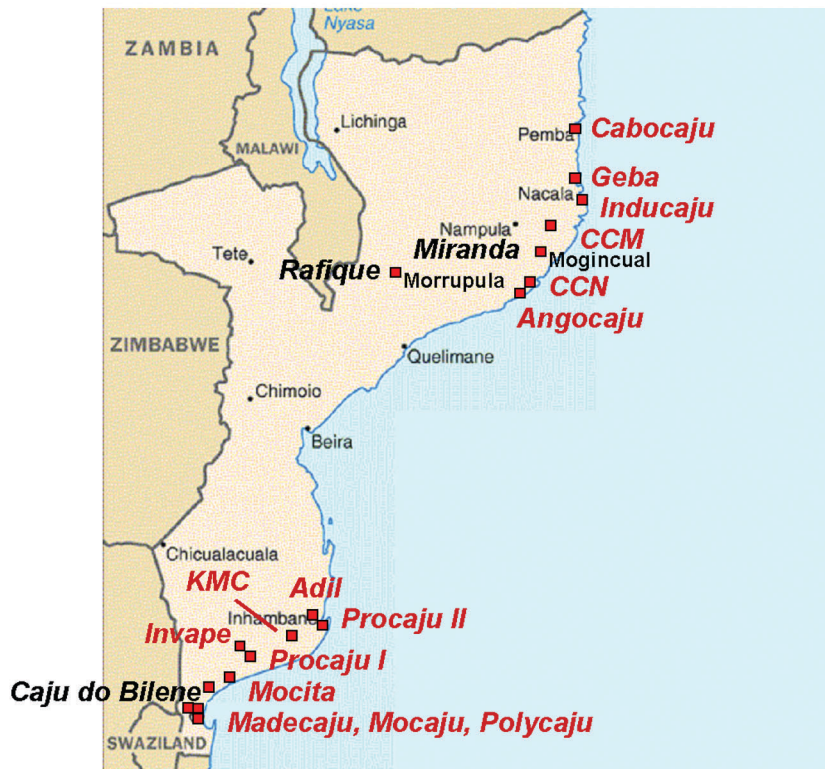 Lake
Nyasa
ZAMBIA
Lichinga
Pemba
Cabocaju
MALAWI
Geba
Nacala
Inducaju
Nampula
CCM
Miranda
Mogincual
Tete
Rafique
Morrupula
CCN
Angocaju
ZIMBABWE
Quelimane
Chimoio
Beira
Chicualacuala
KMC
Adil
Inhambane
Procaju II
Invape
Procaju I
Caju do Bilene
Mocita
Madecaju, Mocaju, Polycaju
SWAZILAND